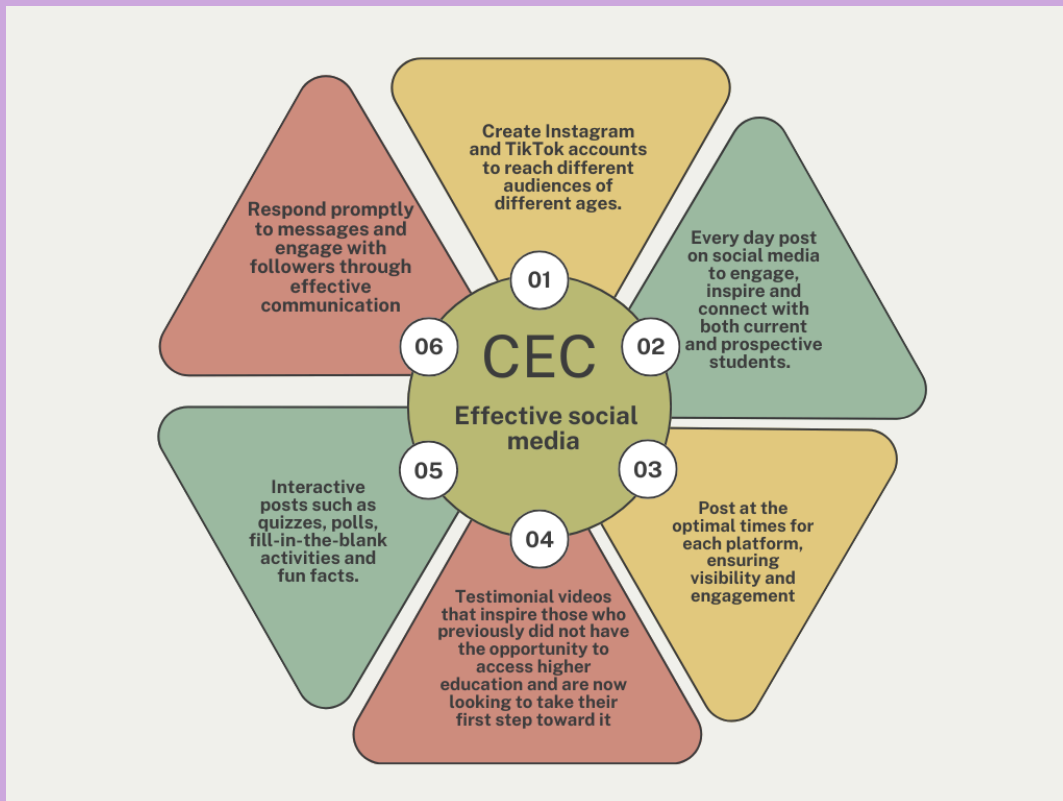 CEC
Effective social
media
01
Create Instagram
and TikTok accounts
to reach different
audiences of
different ages.
02
Every day post
on social media
to engage,
inspire and
connect with
both current
and prospective
students.
03
Post at the
optimal times for
each platform,
ensuring
visibility and
engagement
04
Testimonial videos
that inspire those who
previously did not have
the opportunity to
access higher
education and are now
looking to take their
first step toward it
05
Interactive
posts such as
quizzes, polls,
fill-in-the-blank
activities and
fun facts.
06
Respond promptly
to messages and
engage with
followers through
effective
communication